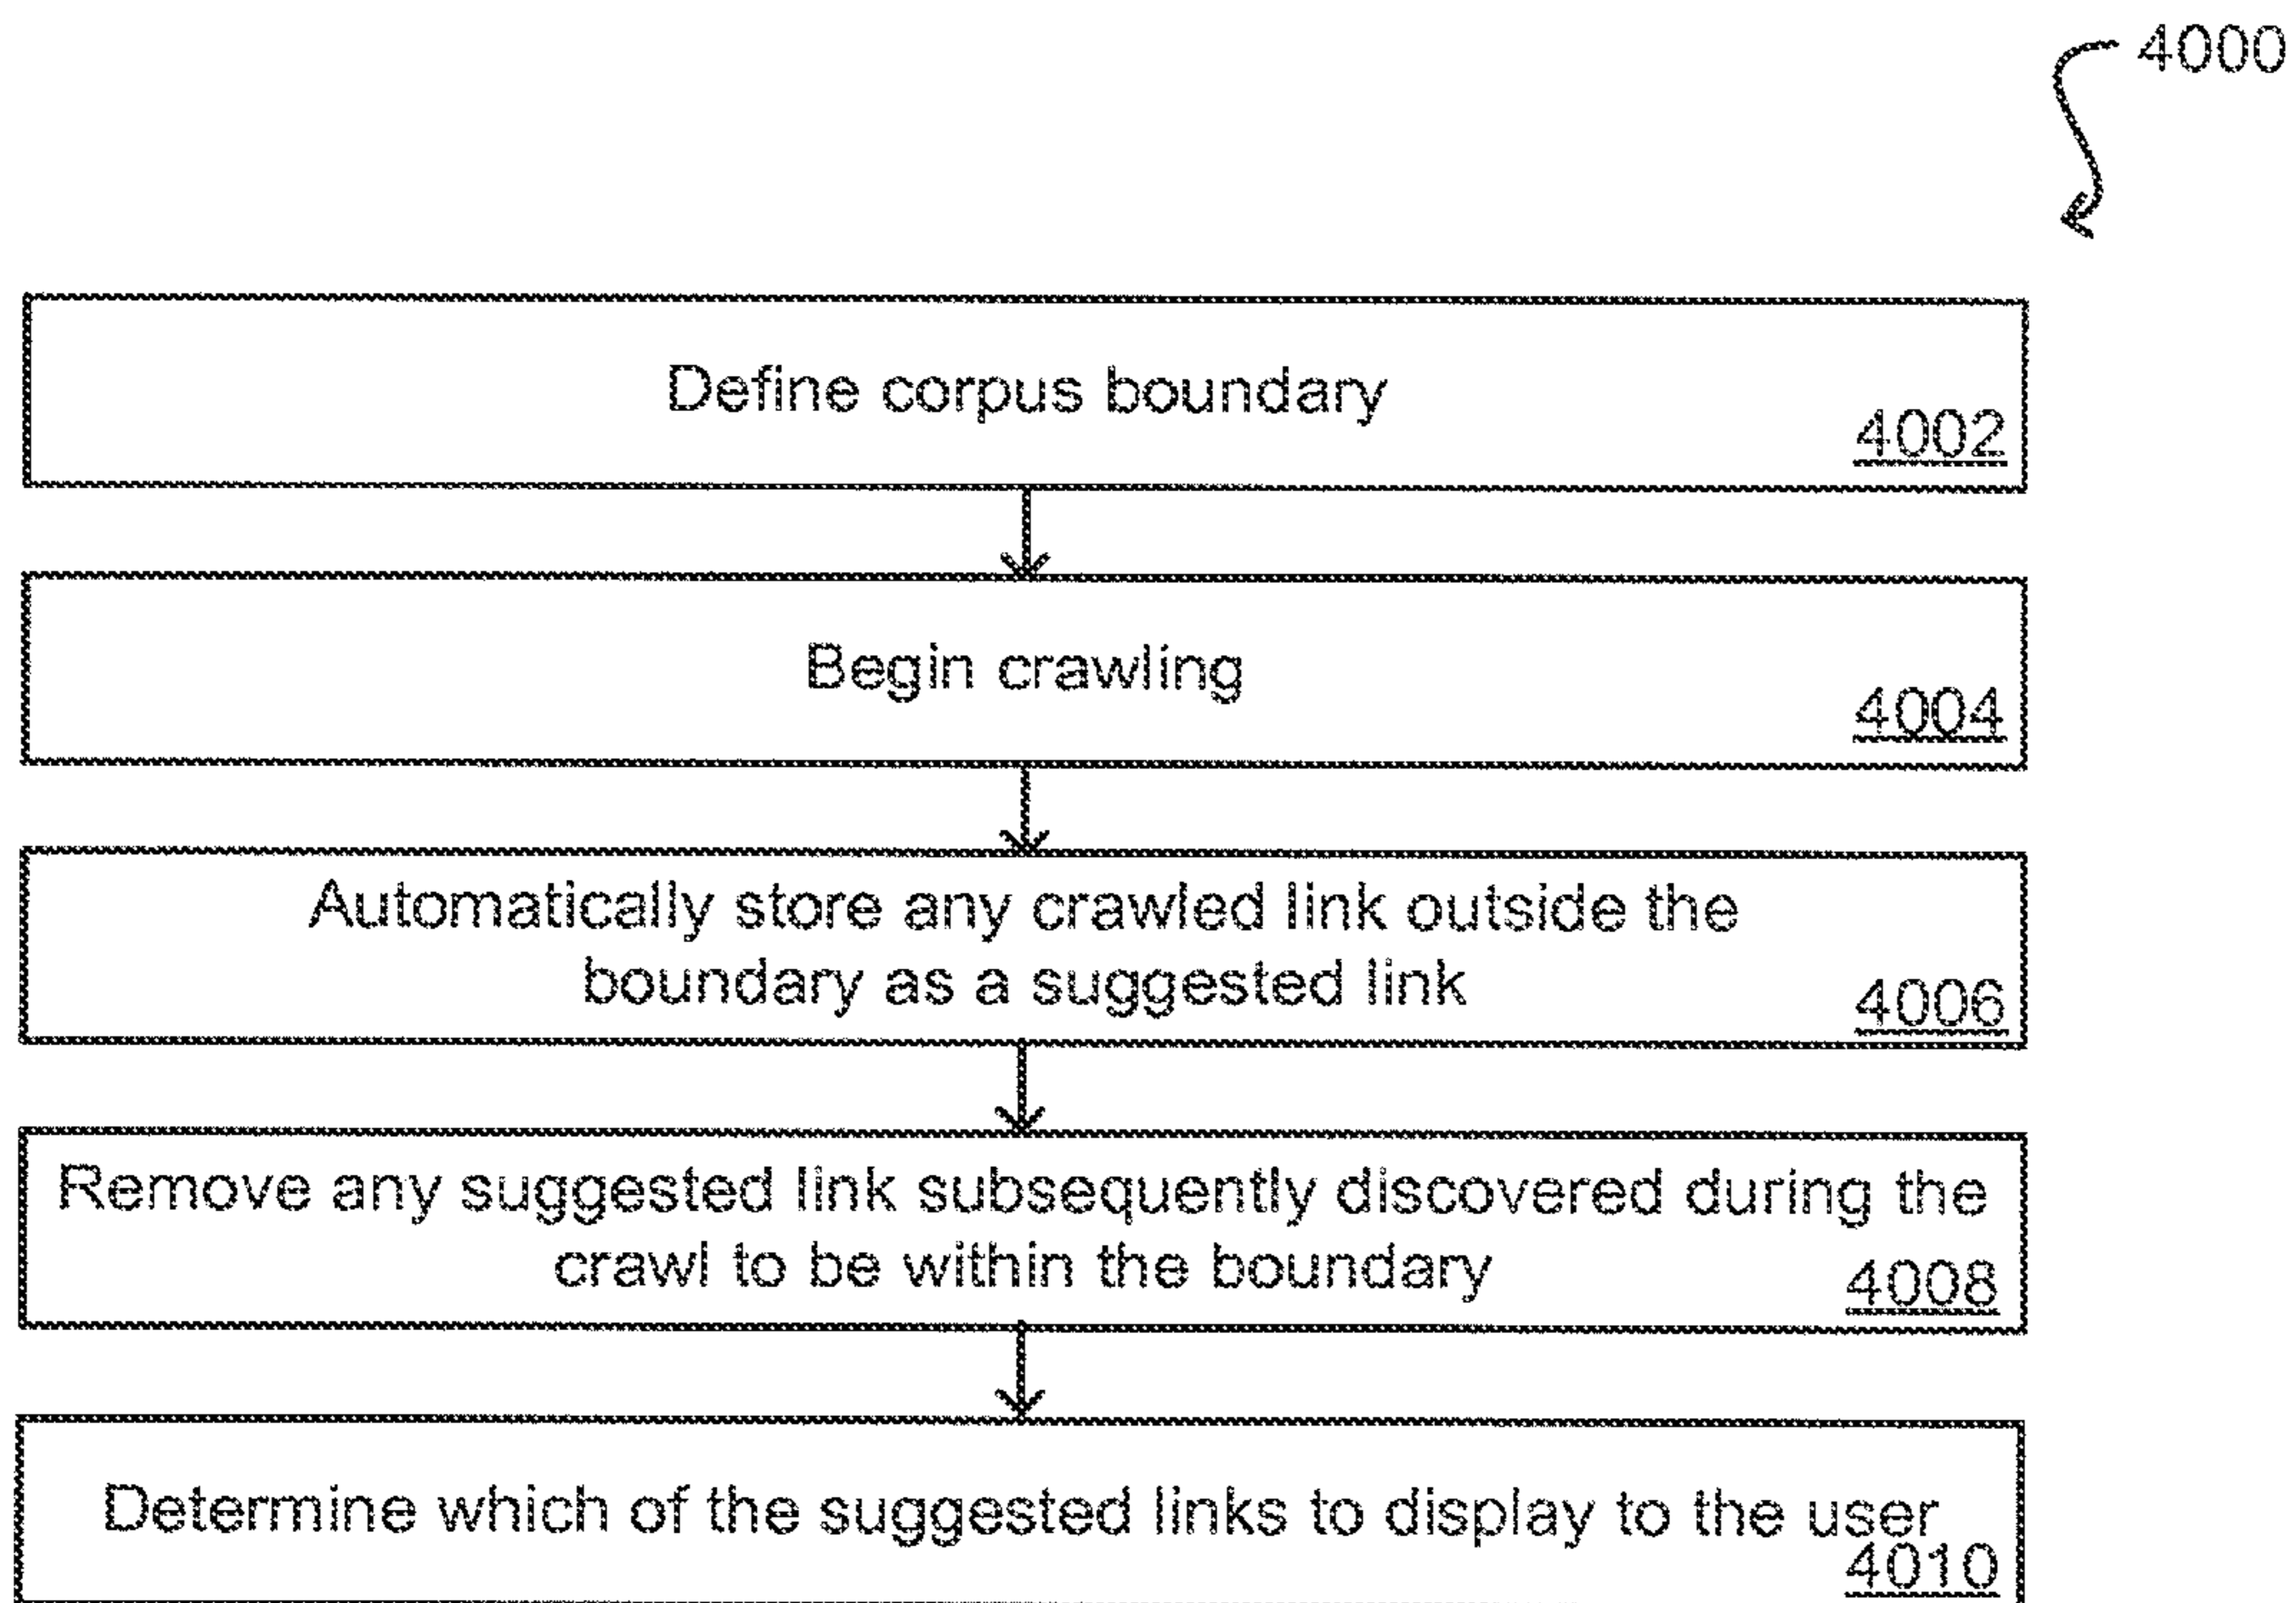 4000
Define corpus boundary
4002
Begin crawling
4004
Automatically store any crawled link outside the
boundary as a suggested link
4006
Remove any suggested link subsequently discovered during the
crawl to be within the boundary
4008
Determine which of the suggested links to display to the user
4010